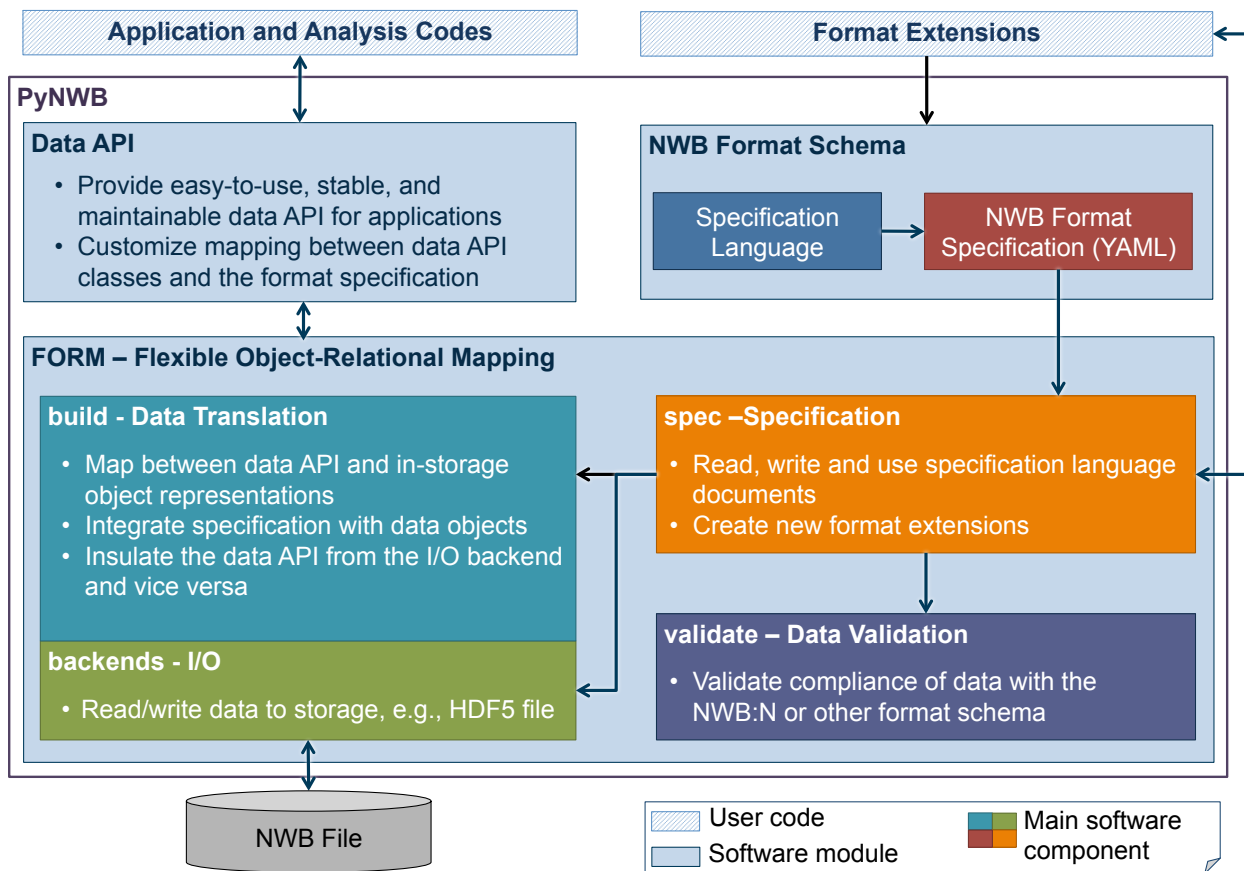 Application and Analysis Codes
Format Extensions
PyNWB
Data API
• Provide easy-to-use, stable, and
maintainable data API for applications
• Customize mapping between data API
classes and the format specification
NWB Format Schema
Specification
Language
NWB Format
Specification (YAML)
FORM – Flexible Object-Relational Mapping
build - Data Translation
• Map between data API and in-storage
object representations
• Integrate specification with data objects
• Insulate the data API from the I/O backend
and vice versa
backends - I/O
• Read/write data to storage, e.g., HDF5 file
spec –Specification
• Read, write and use specification language
documents
• Create new format extensions
validate – Data Validation
• Validate compliance of data with the
NWB:N or other format schema
NWB File
User code
Software module
Main software
component